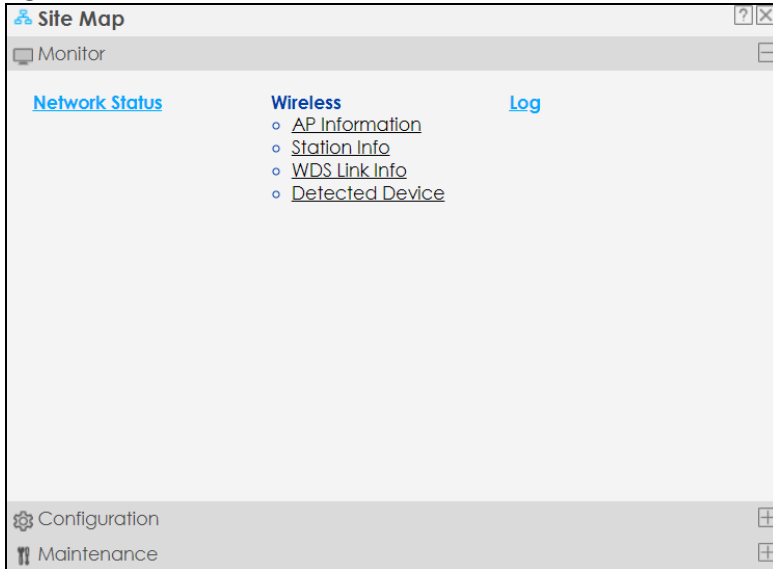 Site Map
Monitor
Network Status Wireless Log
AP Information
Station Info
WDS Link Info
Detected Device
Configuration
Maintenance